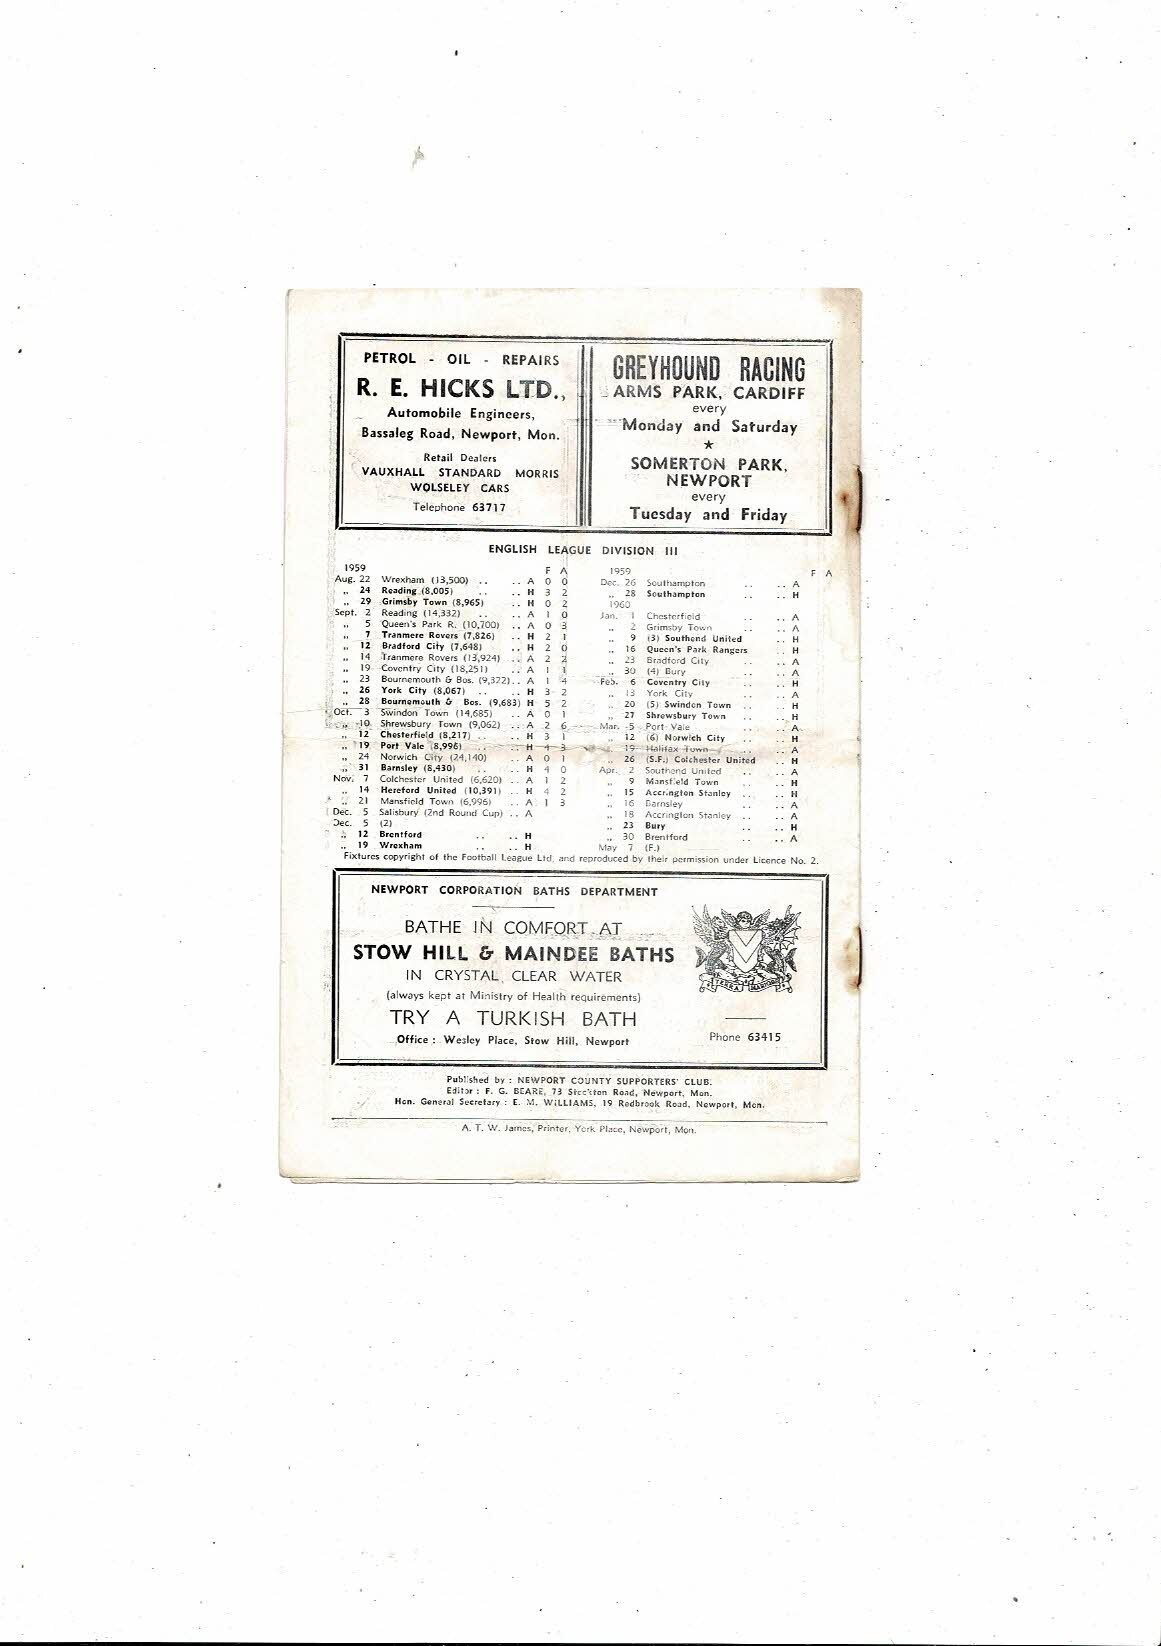 PETROL - OIL - REPAIRS
R. E. HICKS LTD.,
Automobile Engineers,
Bassaleg Road, Newport, Mon.
Retail Dealers
VAUXHALL STANDARD MORRIS
WOLSELEY CARS
Telephone 63717
GREYHOUND RACING
ARMS PARK, CARDIFF
every
Monday and Saturday
★
SOMERTON PARK,
NEWPORT
every
Tuesday and Friday
ENGLISH LEAGUE DIVISION III
1959 F A
Aug. 22 Wrexham (13,500) .. .. A 0 0
,, 24 Reading (8,005) .. .. H 3 2
,, 29 Grimsby Town (8,965) .. H 0 2
Sept. 2 Reading (14,332) .. .. A 1 0
,, 5 Queen's Park R. (10,700) .. A 0 3
,, 7 Tranmere Rovers (7,826) .. H 2 1
,, 12 Bradford City (7,648) .. H 2 0
,, 14 Tranmere Rovers (13,924) .. A 2 2
,, 19 Coventry City (18,251) .. A 1 1
,, 23 Bournemouth & Bos. (9,322) .. A 1 4
,, 26 York City (8,067) .. .. H 3 2
,, 28 Bournemouth & Bos. (9,683) H 5 2
Oct. 3 Swindon Town (14,685) .. A 0 1
,, 10 Shrewsbury Town (9,062) .. A 2 6
,, 12 Chesterfield (8,217) .. .. H 3 1
,, 19 Port Vale (8,996) .. .. H 4 3
,, 24 Norwich City (24,140) .. A 0 1
,, 31 Barnsley (8,430) .. .. H 4 0
Nov. 7 Colchester United (6,620) .. A 1 2
,, 14 Hereford United (10,391) .. H 4 2
,, 21 Mansfield Town (6,996) .. A 1 3
Dec. 5 Salisbury (2nd Round Cup) .. A
Dec. 5 (2)
,, 12 Brentford .. .. H
,, 19 Wrexham .. .. H
1959 F A
Dec. 26 Southampton .. .. A
,, 28 Southampton .. .. H
1960
Jan. 1 Chesterfield .. .. A
,, 2 Grimsby Town .. .. A
,, 9 (3) Southend United .. H
,, 16 Queen's Park Rangers .. H
,, 23 Bradford City .. .. A
,, 30 (4) Bury .. .. A
Feb. 6 Coventry City .. .. H
,, 13 York City .. .. A
,, 20 (5) Swindon Town .. .. H
,, 27 Shrewsbury Town .. .. H
Mar. 5 Port Vale .. .. A
,, 12 (6) Norwich City .. .. H
,, 19 Halifax Town .. .. A
,, 26 (S.F.) Colchester United .. H
Apr. 2 Southend United .. .. A
,, 9 Mansfield Town .. .. H
,, 15 Accrington Stanley .. .. H
,, 16 Barnsley .. .. A
,, 18 Accrington Stanley .. .. A
,, 23 Bury .. .. H
,, 30 Brentford .. .. A
May 7 (F.)
Fixtures copyright of the Football League Ltd. and reproduced by their permission under Licence No. 2.
NEWPORT CORPORATION BATHS DEPARTMENT
BATHE IN COMFORT AT
STOW HILL & MAINDEE BATHS
IN CRYSTAL CLEAR WATER
(always kept at Ministry of Health requirements)
TRY A TURKISH BATH
Office : Wesley Place, Stow Hill, Newport
TERRA MARIQUE
Phone 63415
Published by : NEWPORT COUNTY SUPPORTERS' CLUB.
Editor : F. G. BEARE, 73 Stockton Road, Newport, Mon.
Hon. General Secretary : E. M. WILLIAMS, 19 Redbrook Road, Newport, Mon.
A. T. W. James, Printer, York Place, Newport, Mon.